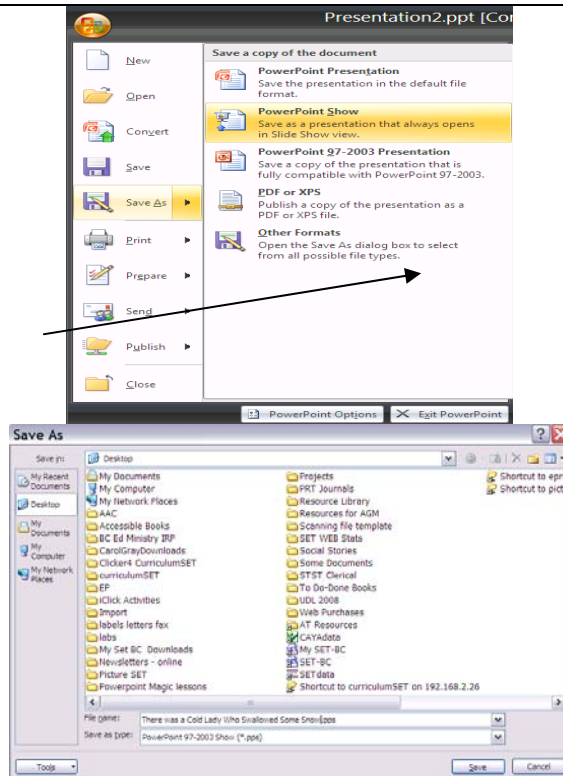 Presentation2.ppt [Cor
New
Open
Convert
Save
Save As
Print
Prepare
Send
Publish
Close
Save a copy of the document
PowerPoint Presentation
Save the presentation in the default file
format.
PowerPoint Show
Save as a presentation that always opens
in Slide Show view.
PowerPoint 97-2003 Presentation
Save a copy of the presentation that is
fully compatible with PowerPoint 97-2003.
PDF or XPS
Publish a copy of the presentation as a
PDF or XPS file.
Other Formats
Open the Save As dialog box to select
from all possible file types.
PowerPoint Options
Exit PowerPoint
Save As
Save in:
Desktop
My Recent
Documents
Desktop
My
Documents
My
Computer
My Network
Places
My Documents
My Computer
My Network Places
AAC
Accessible Books
BC Ed Ministry IRP
CarolGrayDownloads
Clicker4 CurriculumSET
curriculumSET
EP
iClick Activities
Import
labels letters fax
labs
My Set BC Downloads
Newsletters - online
Picture SET
Powerpoint Magic lessons
Projects
PRT Journals
Resource Library
Resources for AGM
Scanning file template
SET WEB Stats
Social Stories
Some Documents
STST Clerical
To Do-Done Books
UDL 2008
Web Purchases
AT Resources
CAYAdata
My SET-BC
SET-BC
SETdata
Shortcut to curriculumSET on 192.168.2.26
Shortcut to epr
Shortcut to pict
File name:
There was a Cold Lady Who Swallowed Some Snow.pps
Save as type:
PowerPoint 97-2003 Show (*.pps)
Tools
Save
Cancel